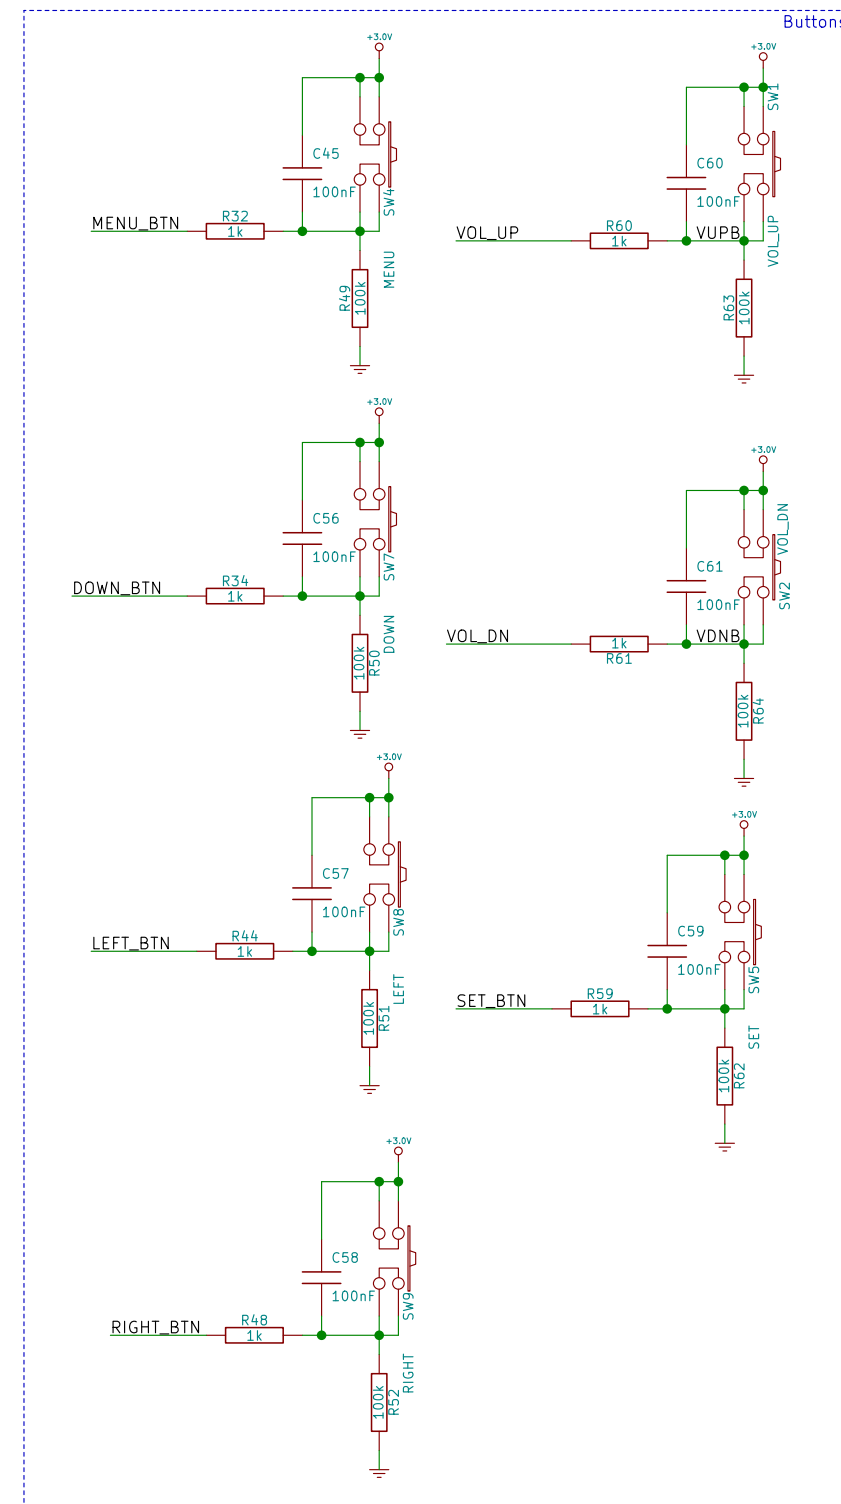 Buttons
+3.0V
C45
100nF
SW4
MENU_BTN
R32
1k
MENU
R49
100k
+3.0V
SW1
C60
100nF
VOL_UP
R60
1k
VUPB
VOL_UP
R63
100k
+3.0V
C56
100nF
SW7
DOWN_BTN
R34
1k
DOWN
100k
R50
+3.0V
VOL_DN
C61
100nF
SW2
VOL_DN
1k
R61
VDNB
100k
R64
+3.0V
C57
100nF
SW8
LEFT_BTN
R44
1k
LEFT
100k
R51
+3.0V
C59
100nF
SW5
SET_BTN
R59
1k
SET
100k
R62
+3.0V
C58
100nF
SW9
RIGHT_BTN
R48
1k
RIGHT
100k
R52